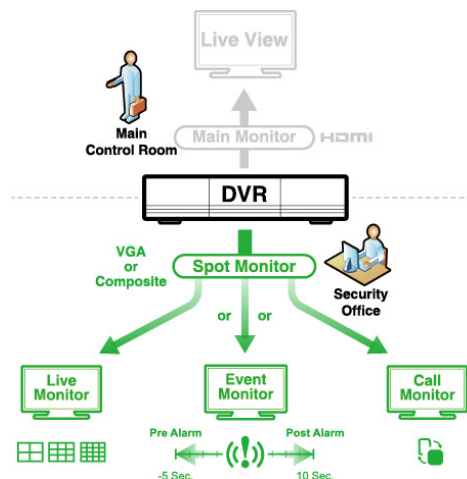 Live View
Main Monitor
HDMI
Main
Control Room
DVR
VGA
or
Composite
Spot Monitor
Security
Office
or
or
Live
Monitor
Event
Monitor
Call
Monitor
Pre Alarm
Post Alarm
-5 Sec.
10 Sec.